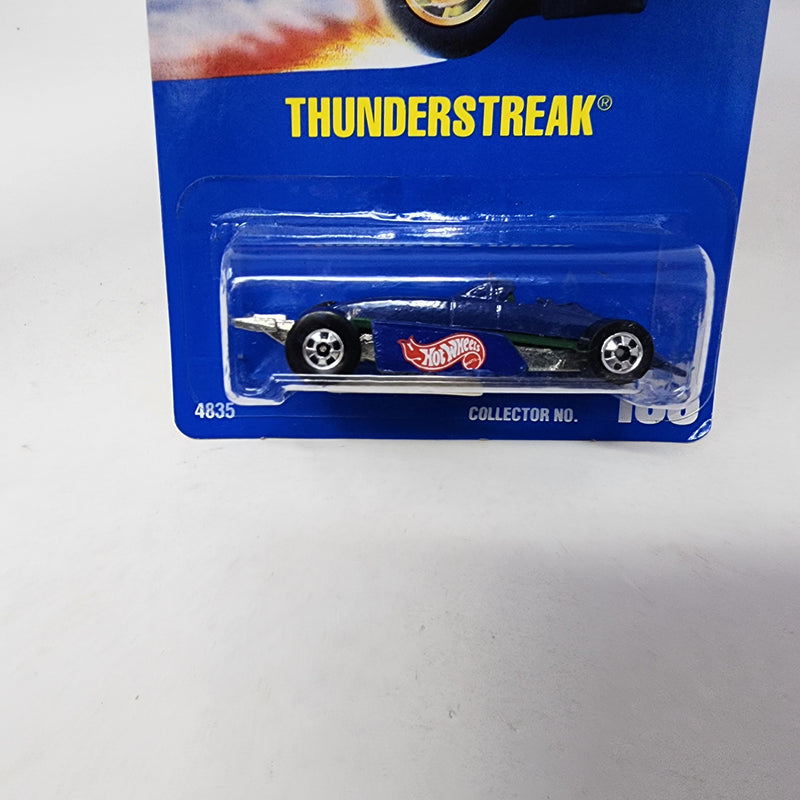 THUNDERSTREAK®
HOT WHEELS
4835
COLLECTOR NO.